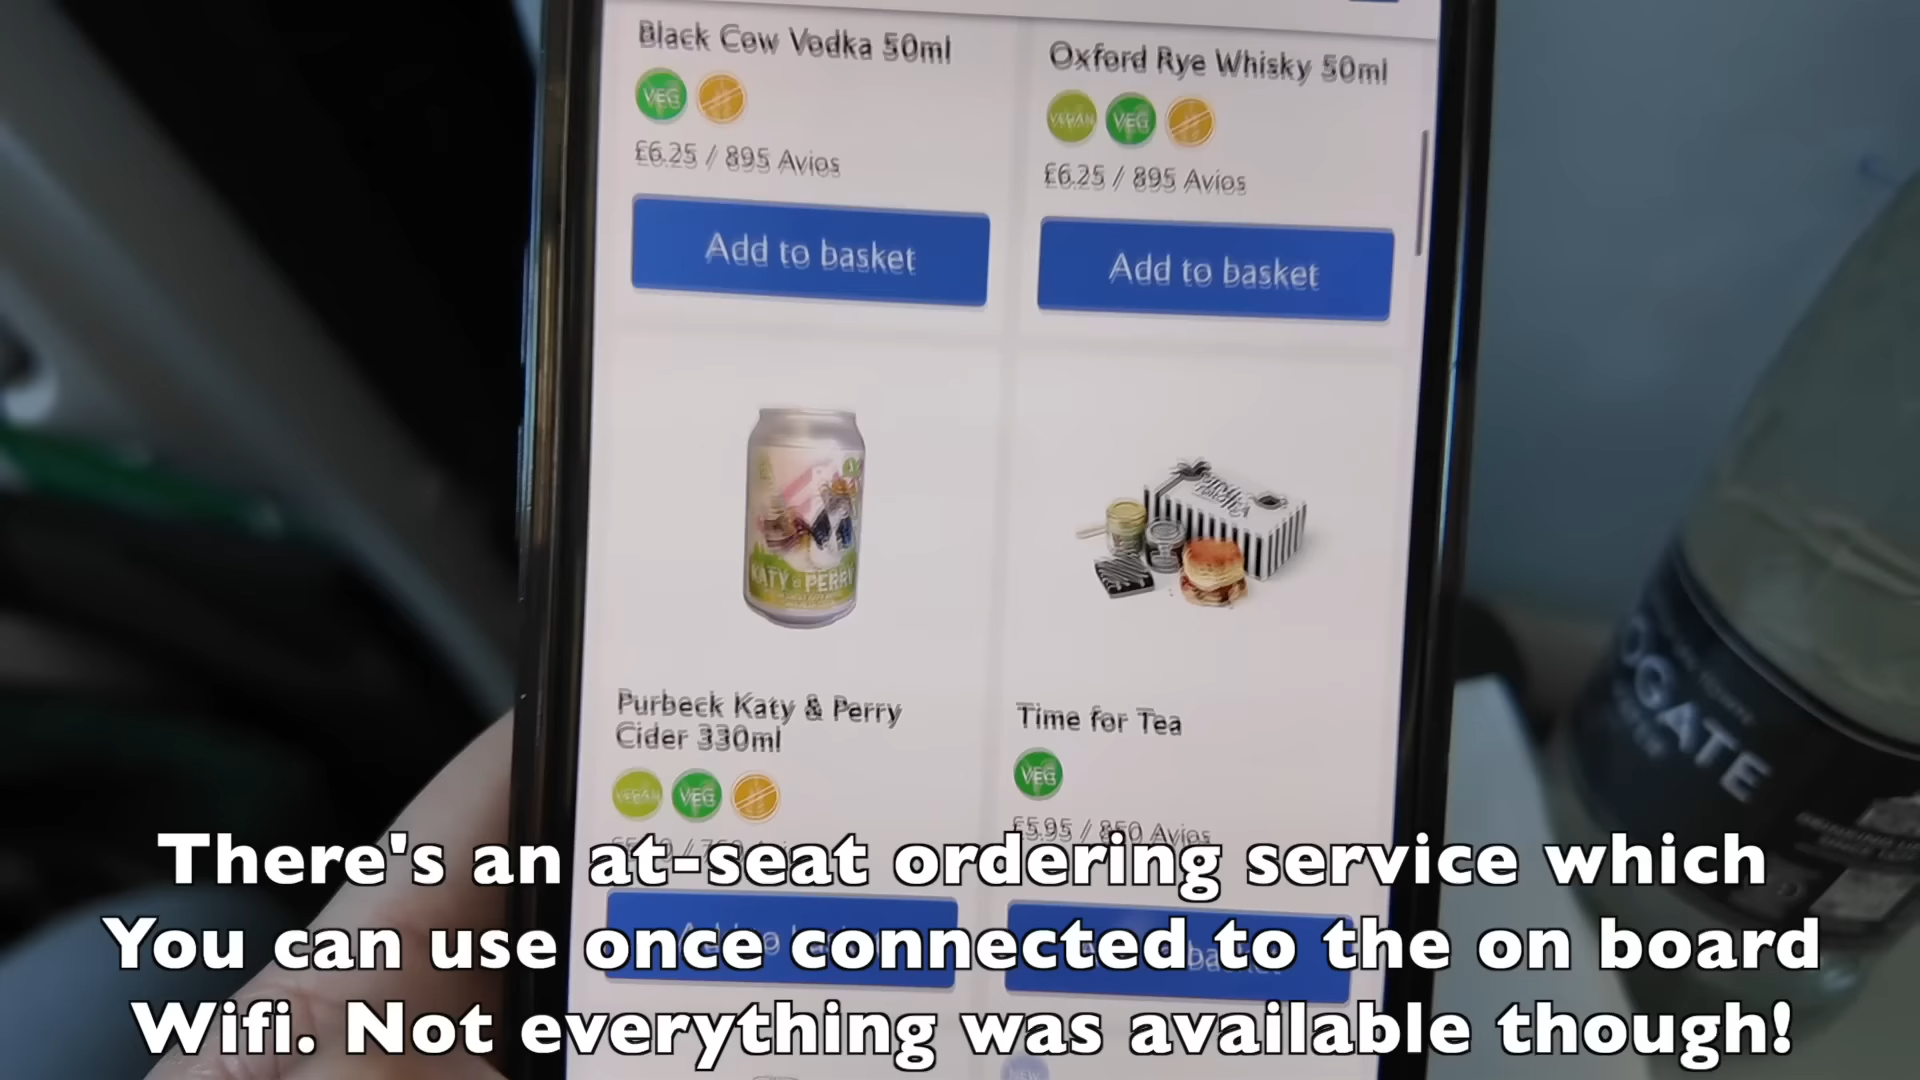 Black Cow Vodka 50ml
VEG
£6.25 / 895 Avios
Add to basket
Oxford Rye Whisky 50ml
VEGAN VEG
£6.25 / 895 Avios
Add to basket
KATY & PERRY
Purbeck Katy & Perry
Cider 330ml
VEGAN VEG
Time for Tea
VEG
£5.95 / 850 Avios
OGATE
There's an at-seat ordering service which
You can use once connected to the on board
Wifi. Not everything was available though!
NEW